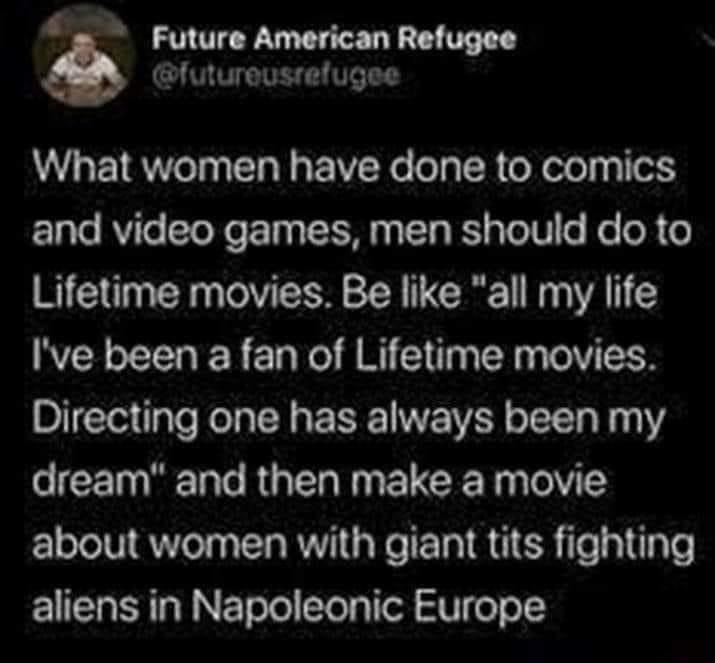 Future American Refugee
@futureusrefugee
What women have done to comics
and video games, men should do to
Lifetime movies. Be like "all my life
I've been a fan of Lifetime movies.
Directing one has always been my
dream" and then make a movie
about women with giant tits fighting
aliens in Napoleonic Europe